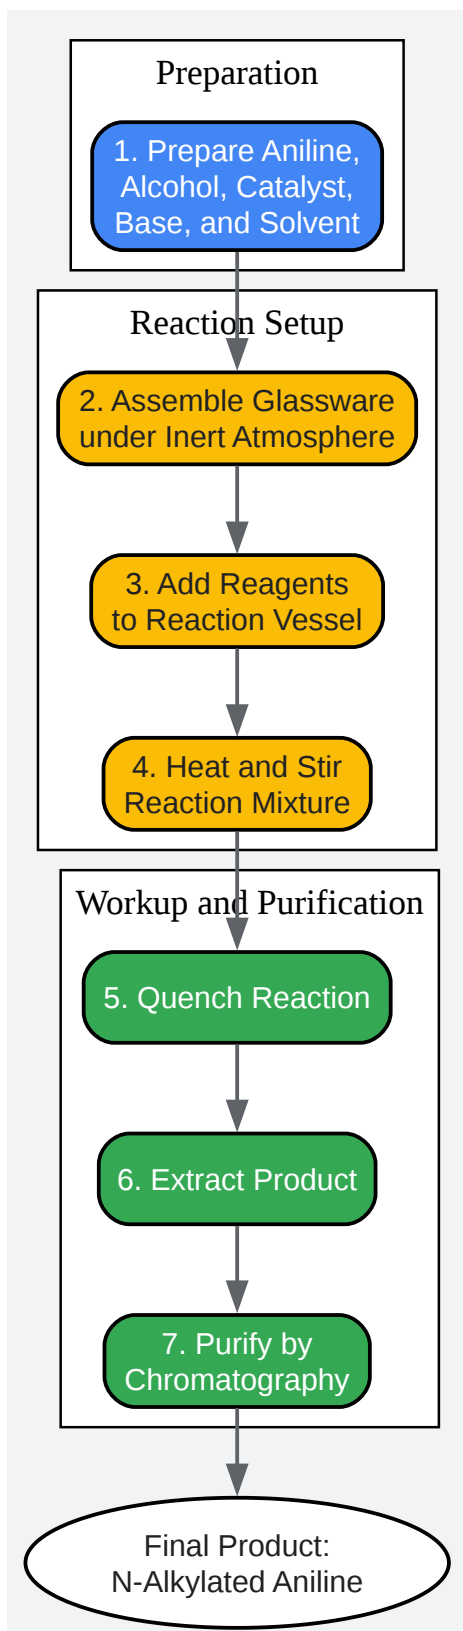 Preparation
1. Prepare Aniline,
Alcohol, Catalyst,
Base, and Solvent
Reaction Setup
2. Assemble Glassware
under Inert Atmosphere
3. Add Reagents
to Reaction Vessel
4. Heat and Stir
Reaction Mixture
Workup and Purification
5. Quench Reaction
6. Extract Product
7. Purify by
Chromatography
Final Product:
N-Alkylated Aniline